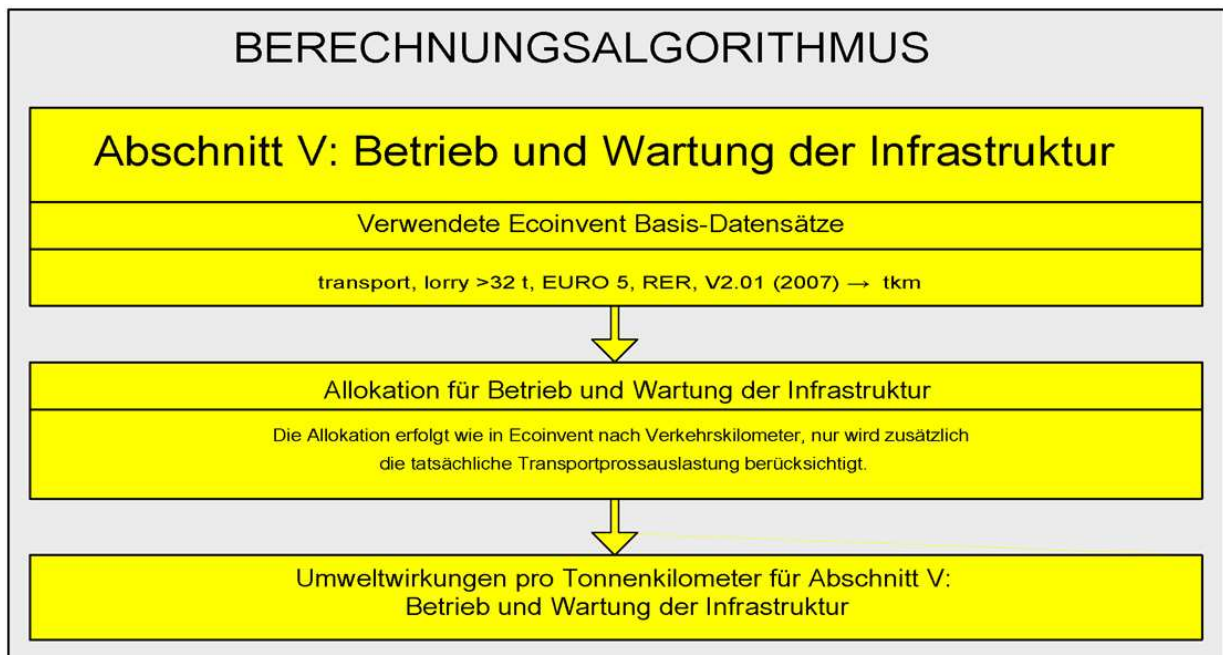 BERECHNUNGSALGORITHMUS
Abschnitt V: Betrieb und Wartung der Infrastruktur
Verwendete Ecoinvent Basis-Datensätze
transport, lorry >32 t, EURO 5, RER, V2.01 (2007) → tkm
Allokation für Betrieb und Wartung der Infrastruktur
Die Allokation erfolgt wie in Ecoinvent nach Verkehrskilometer, nur wird zusätzlich
die tatsächliche Transportprossauslastung berücksichtigt.
Umweltwirkungen pro Tonnenkilometer für Abschnitt V:
Betrieb und Wartung der Infrastruktur